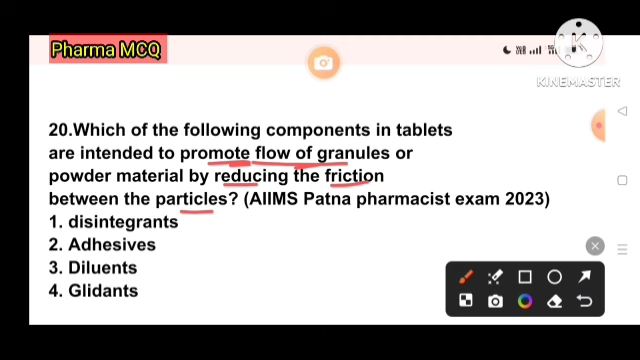 Pharma MCQ
KINEMASTER
20.Which of the following components in tablets
are intended to promote flow of granules or
powder material by reducing the friction
between the particles? (AIIMS Patna pharmacist exam 2023)
1. disintegrants
2. Adhesives
3. Diluents
4. Glidants